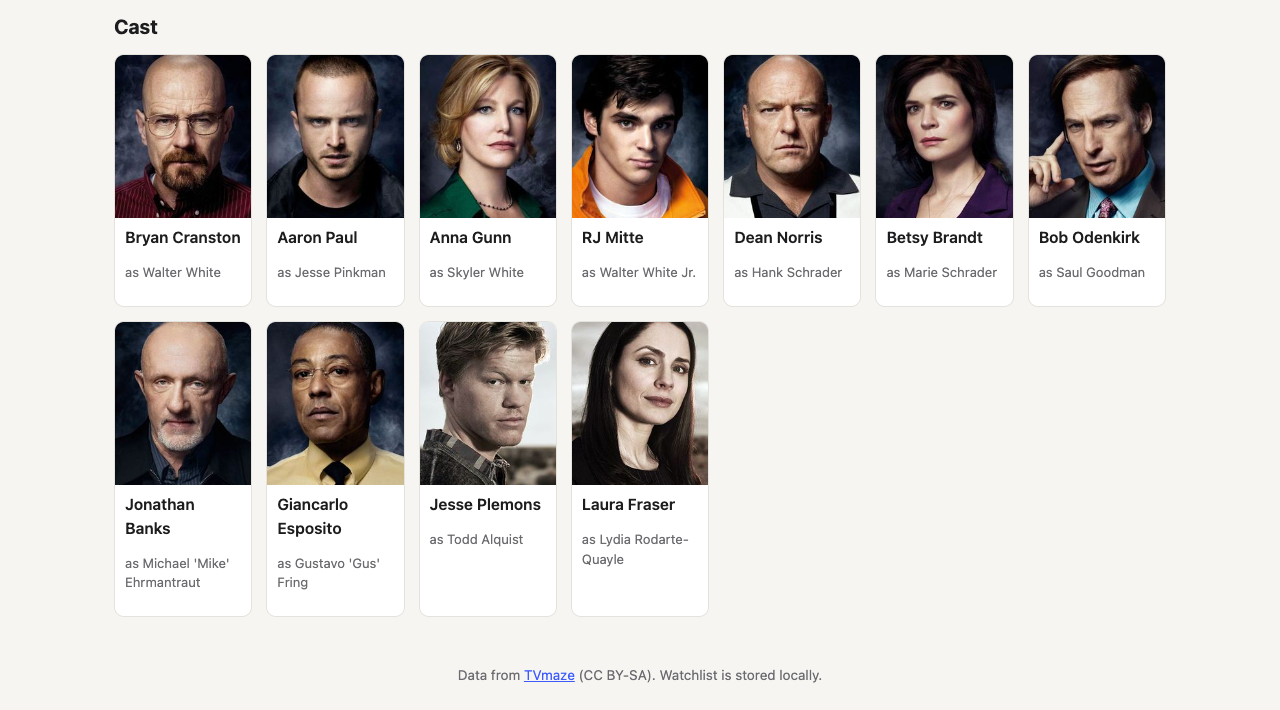 Cast
Bryan Cranston
as Walter White
Aaron Paul
as Jesse Pinkman
Anna Gunn
as Skyler White
RJ Mitte
as Walter White Jr.
Dean Norris
as Hank Schrader
Betsy Brandt
as Marie Schrader
Bob Odenkirk
as Saul Goodman
Jonathan
Banks
as Michael 'Mike'
Ehrmantraut
Giancarlo
Esposito
as Gustavo 'Gus'
Fring
Jesse Plemons
as Todd Alquist
Laura Fraser
as Lydia Rodarte-
Quayle
Data from TVmaze (CC BY-SA). Watchlist is stored locally.